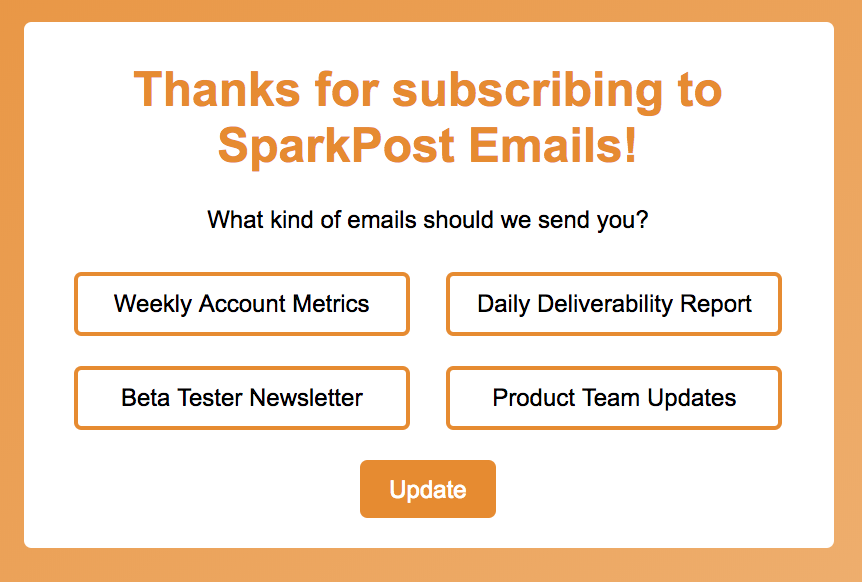 Thanks for subscribing to
SparkPost Emails!
What kind of emails should we send you?
Weekly Account Metrics
Daily Deliverability Report
Beta Tester Newsletter
Product Team Updates
Update